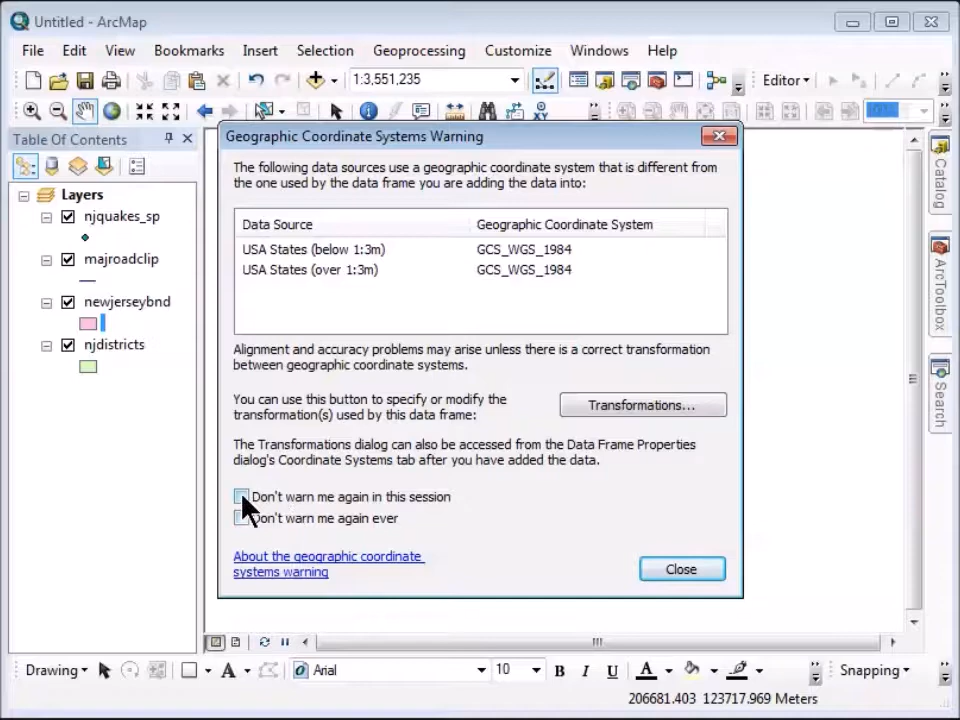 Untitled - ArcMap
File Edit View Bookmarks Insert Selection Geoprocessing Customize Windows Help
1:3,551,235 Editor
Table Of Contents
Layers
njquakes_sp
majroadclip
newjerseybnd
njdistricts
Geographic Coordinate Systems Warning
The following data sources use a geographic coordinate system that is different from
the one used by the data frame you are adding the data into:
Data Source Geographic Coordinate System
USA States (below 1:3m) GCS_WGS_1984
USA States (over 1:3m) GCS_WGS_1984
Alignment and accuracy problems may arise unless there is a correct transformation
between geographic coordinate systems.
You can use this button to specify or modify the
transformation(s) used by this data frame:
Transformations...
The Transformations dialog can also be accessed from the Data Frame Properties
dialog's Coordinate Systems tab after you have added the data.
Don't warn me again in this session
Don't warn me again ever
About the geographic coordinate
systems warning
Close
Catalog
ArcToolbox
Search
Drawing A Arial 10 B I U A Snapping
206681.403 123717.969 Meters